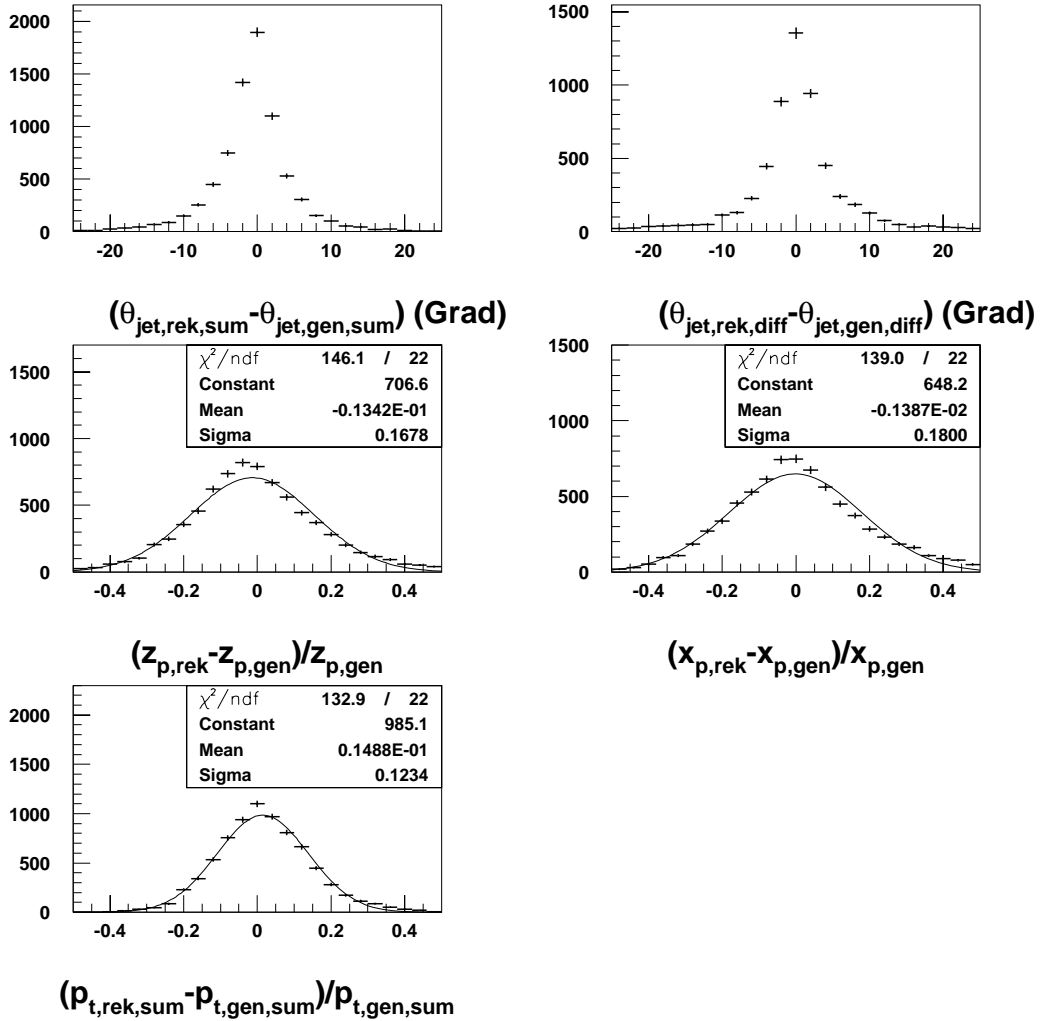 2000
1500
1000
500
0
-20 -10 0 10 20
(θjet,rek,sum-θjet,gen,sum) (Grad)
1500
1000
500
0
-20 -10 0 10 20
(θjet,rek,diff-θjet,gen,diff) (Grad)
χ²/ndf 146.1 / 22
Constant 706.6
Mean -0.1342E-01
Sigma 0.1678
1500
1000
500
0
-0.4 -0.2 0 0.2 0.4
(zp,rek-zp,gen)/zp,gen
χ²/ndf 139.0 / 22
Constant 648.2
Mean -0.1387E-02
Sigma 0.1800
1500
1000
500
0
-0.4 -0.2 0 0.2 0.4
(xp,rek-xp,gen)/xp,gen
χ²/ndf 132.9 / 22
Constant 985.1
Mean 0.1488E-01
Sigma 0.1234
2000
1500
1000
500
0
-0.4 -0.2 0 0.2 0.4
(pt,rek,sum-pt,gen,sum)/pt,gen,sum